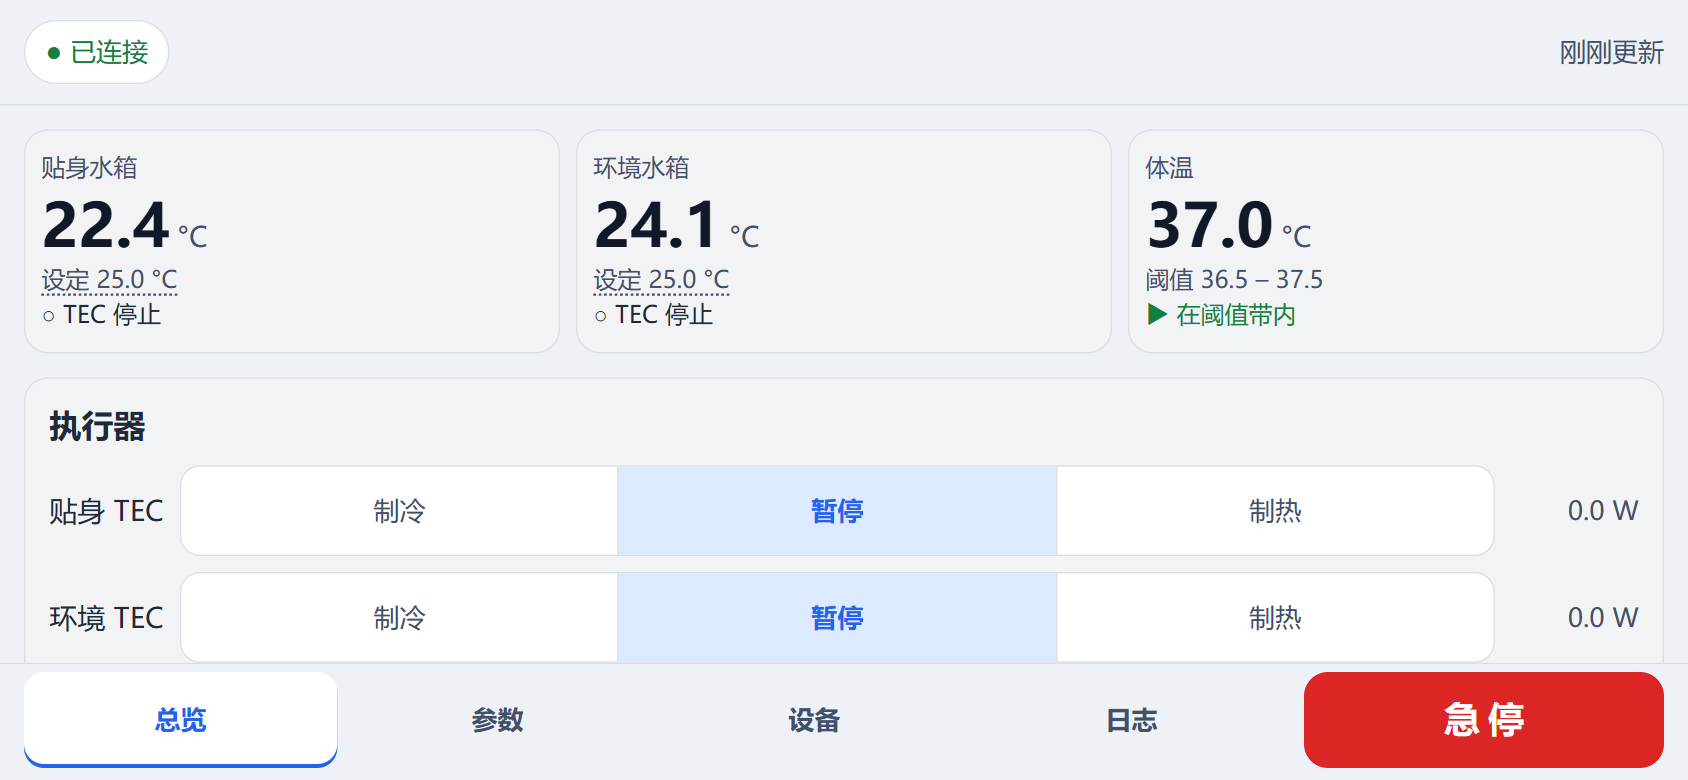 ● 已连接
刚刚更新
贴身水箱
22.4 °C
设定 25.0 °C
○ TEC 停止
环境水箱
24.1 °C
设定 25.0 °C
○ TEC 停止
体温
37.0 °C
阈值 36.5 – 37.5
▶ 在阈值带内
执行器
贴身 TEC 制冷 暂停 制热 0.0 W
环境 TEC 制冷 暂停 制热 0.0 W
总览 参数 设备 日志 急 停